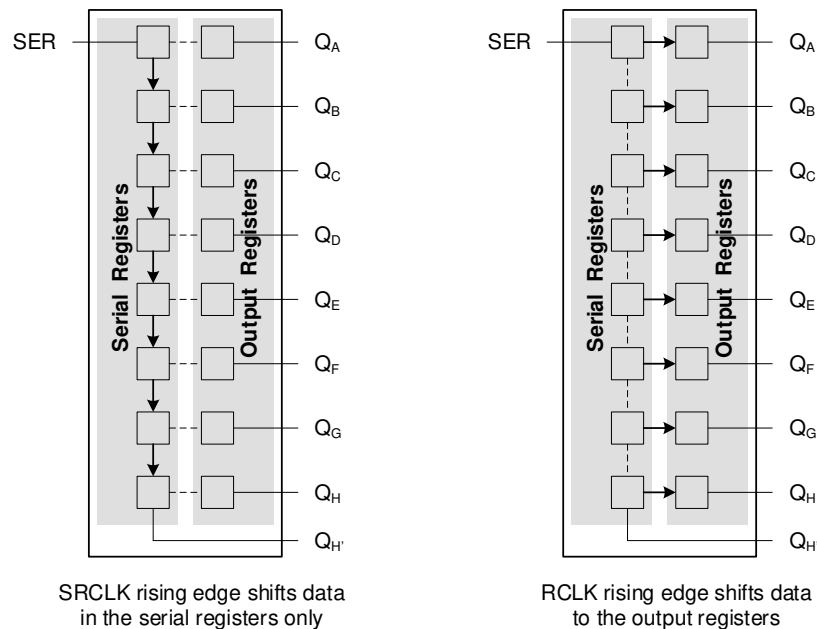 SER
Q_A
Q_B
Q_C
Q_D
Q_E
Q_F
Q_G
Q_H
Q_H'
Serial Registers
Output Registers
SRCLK rising edge shifts data
in the serial registers only
SER
Q_A
Q_B
Q_C
Q_D
Q_E
Q_F
Q_G
Q_H
Q_H'
Serial Registers
Output Registers
RCLK rising edge shifts data
to the output registers